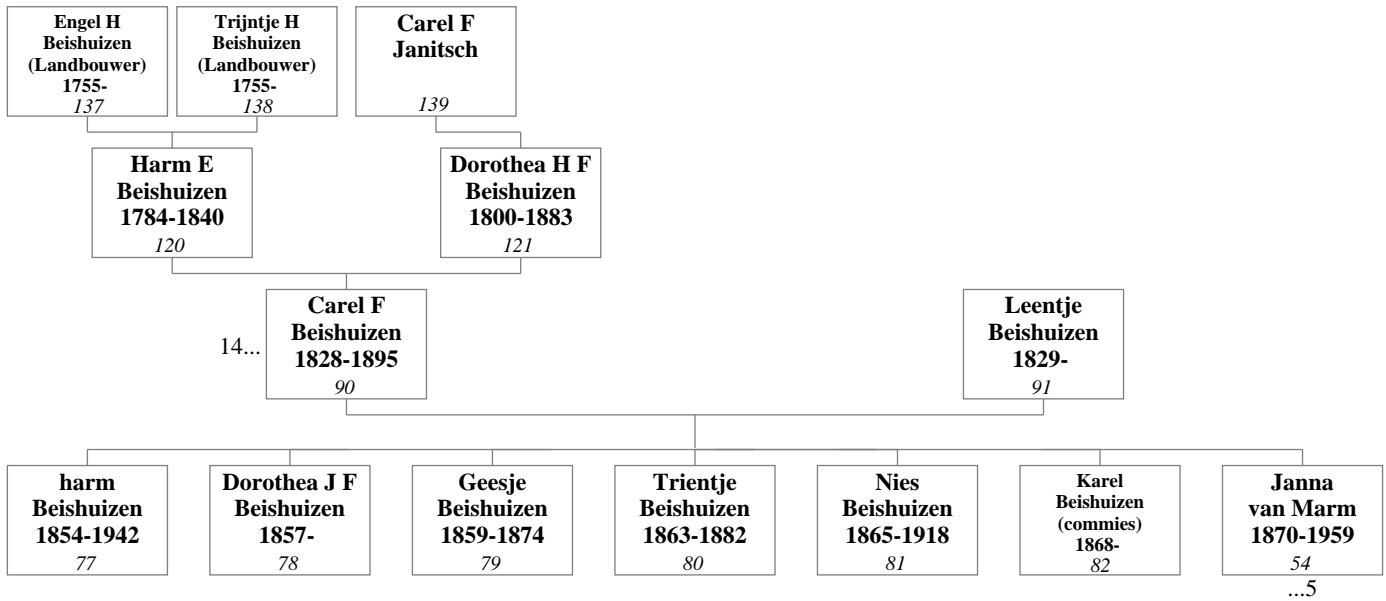 Engel H
Beishuizen
(Landbouwer)
1755-
137
Trijntje H
Beishuizen
(Landbouwer)
1755-
138
Carel F
Janitsch
139
Harm E
Beishuizen
1784-1840
120
Dorothea H F
Beishuizen
1800-1883
121
14...
Carel F
Beishuizen
1828-1895
90
Leentje
Beishuizen
1829-
91
harm
Beishuizen
1854-1942
77
Dorothea J F
Beishuizen
1857-
78
Geesje
Beishuizen
1859-1874
79
Trientje
Beishuizen
1863-1882
80
Nies
Beishuizen
1865-1918
81
Karel
Beishuizen
(commies)
1868-
82
Janna
van Marm
1870-1959
54
...5